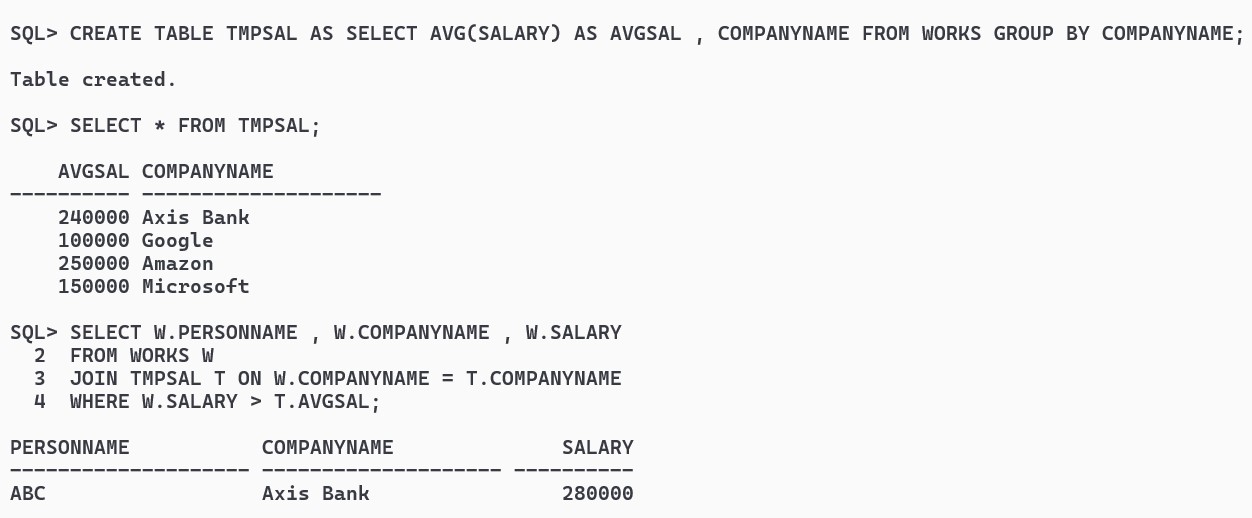 SQL> CREATE TABLE TMPSAL AS SELECT AVG(SALARY) AS AVGSAL , COMPANYNAME FROM WORKS GROUP BY COMPANYNAME;
Table created.
SQL> SELECT * FROM TMPSAL;
    AVGSAL COMPANYNAME
---------- --------------------
    240000 Axis Bank
    100000 Google
    250000 Amazon
    150000 Microsoft
SQL> SELECT W.PERSONNAME , W.COMPANYNAME , W.SALARY
  2  FROM WORKS W
  3  JOIN TMPSAL T ON W.COMPANYNAME = T.COMPANYNAME
  4  WHERE W.SALARY > T.AVGSAL;
PERSONNAME           COMPANYNAME              SALARY
-------------------- -------------------- ----------
ABC                  Axis Bank                280000